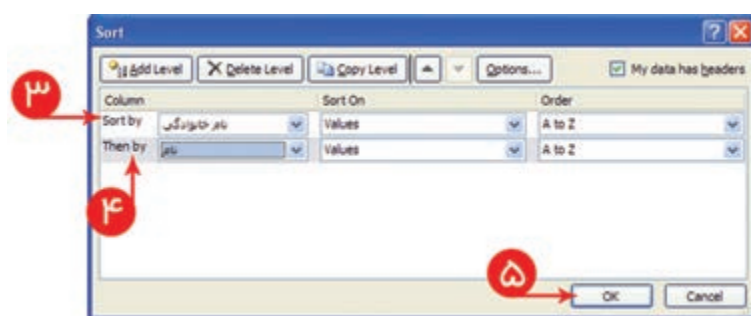 Sort
Add Level Delete Level Copy Level Options... My data has headers
Column Sort On Order
۳
Sort by نام خانوادگی Values A to Z
Then by نام Values A to Z
۴
۵
OK Cancel